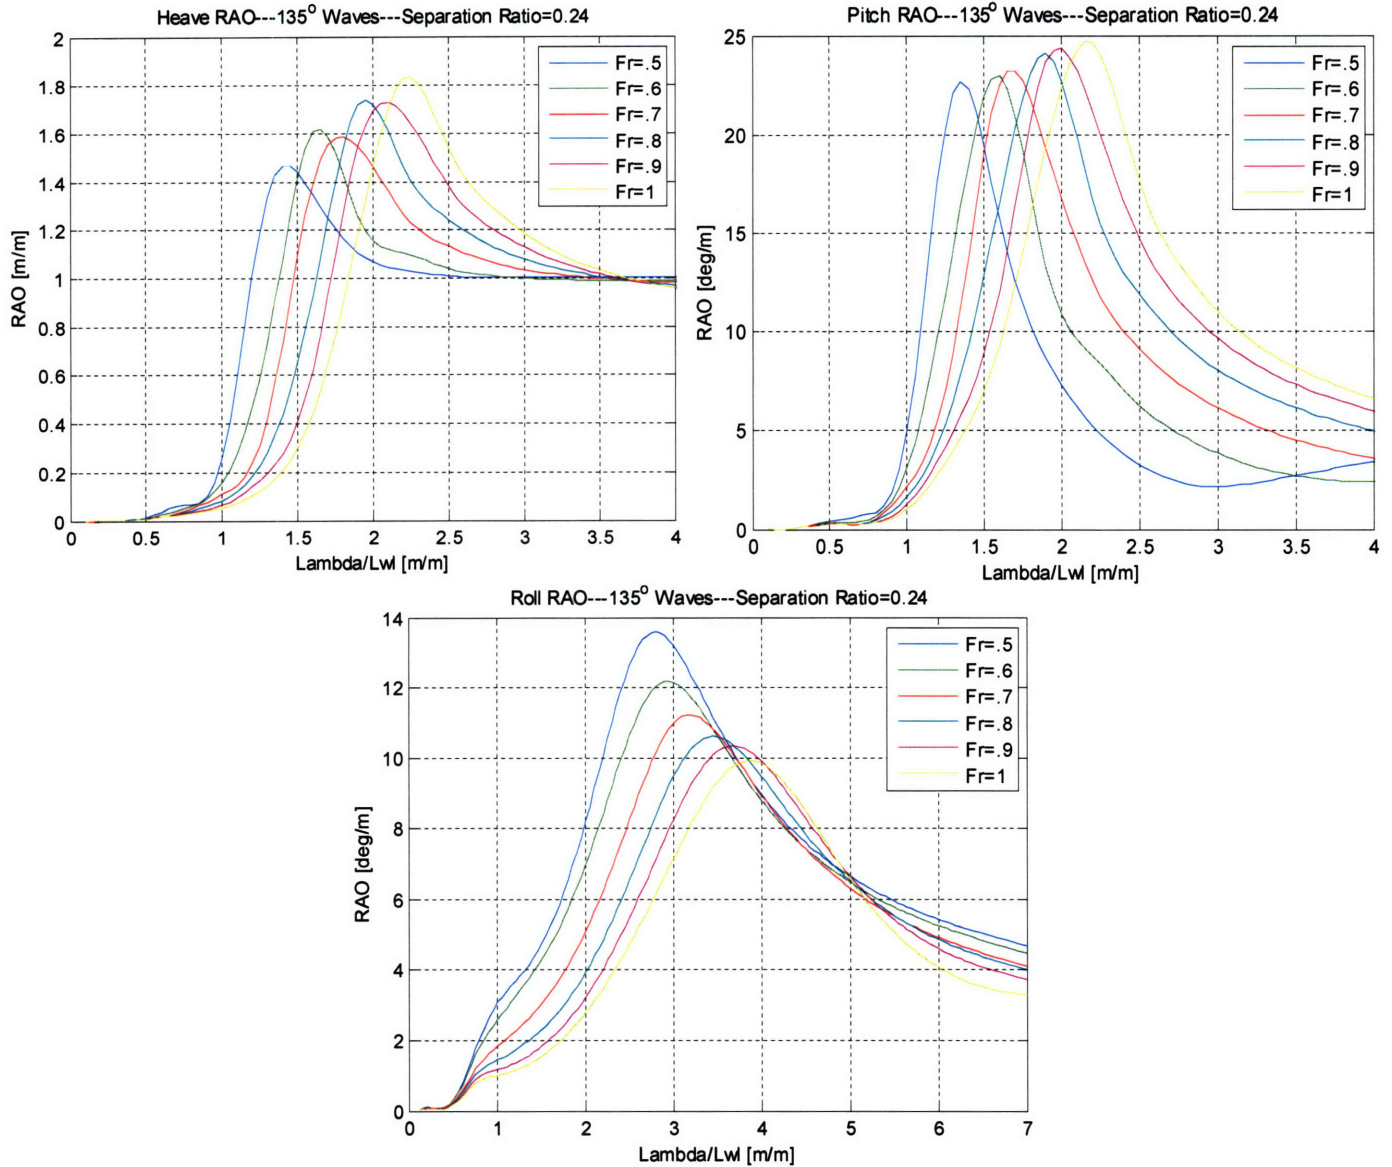 Heave RAO---135° Waves---Separation Ratio=0.24
2
1.8
1.6
1.4
1.2
1
0.8
0.6
0.4
0.2
0
RAO [m/m]
0 0.5 1 1.5 2 2.5 3 3.5 4
Lambda/Lwl [m/m]
Fr=.5
Fr=.6
Fr=.7
Fr=.8
Fr=.9
Fr=1
Pitch RAO---135° Waves---Separation Ratio=0.24
25
20
15
10
5
0
RAO [deg/m]
0 0.5 1 1.5 2 2.5 3 3.5 4
Lambda/Lwl [m/m]
Fr=.5
Fr=.6
Fr=.7
Fr=.8
Fr=.9
Fr=1
Roll RAO---135° Waves---Separation Ratio=0.24
14
12
10
8
6
4
2
0
RAO [deg/m]
0 1 2 3 4 5 6 7
Lambda/Lwl [m/m]
Fr=.5
Fr=.6
Fr=.7
Fr=.8
Fr=.9
Fr=1